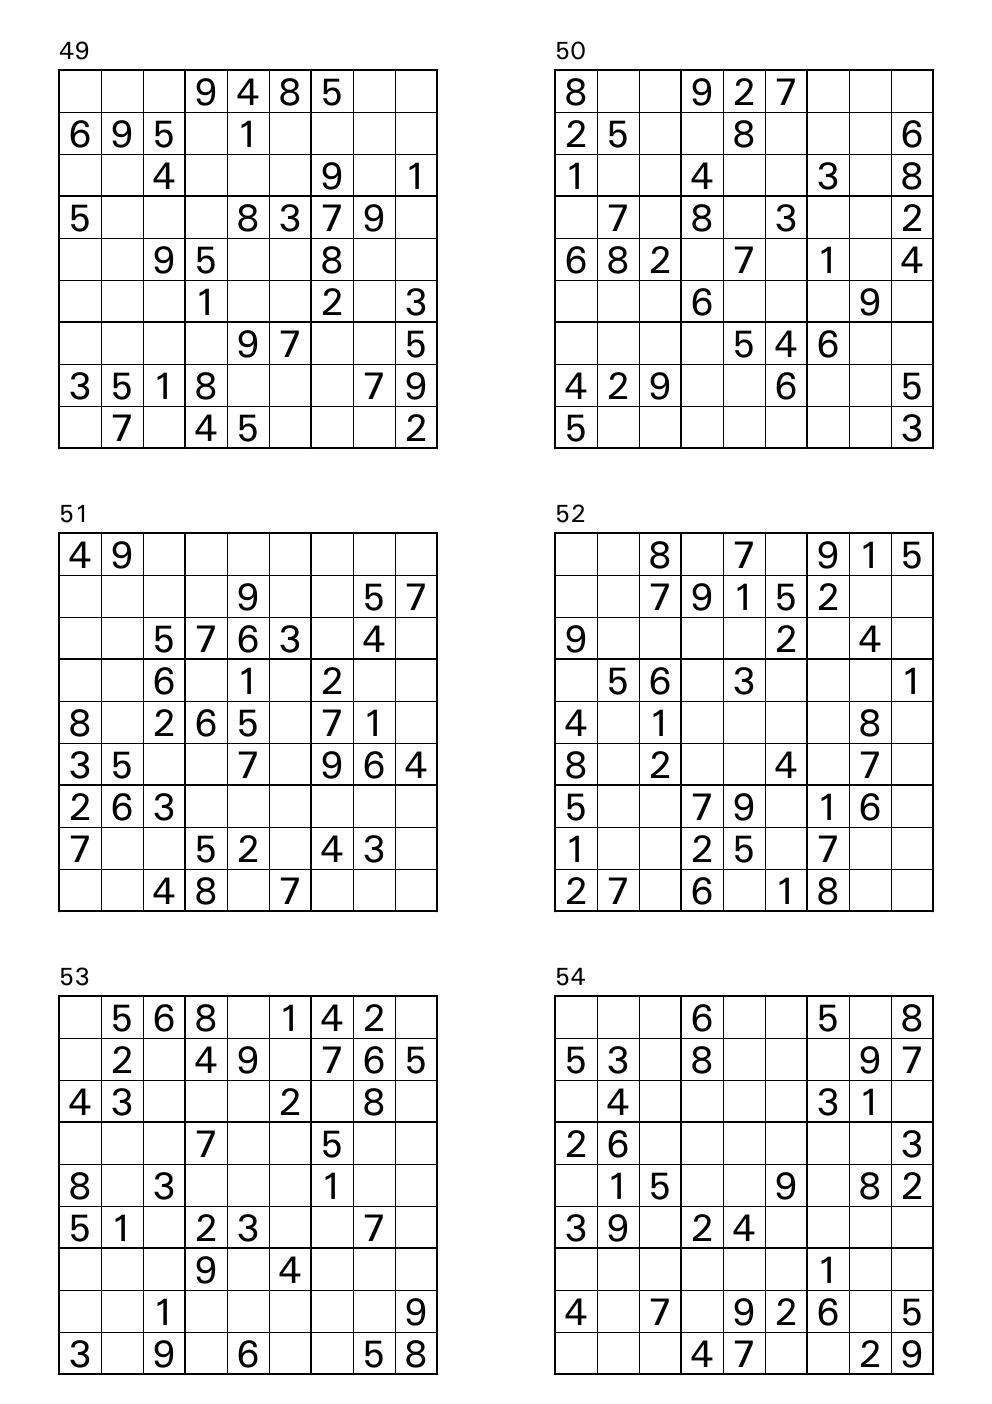 49
9 4 8 5
6 9 5 1
4 9 1
5 8 3 7 9
9 5 8
1 2 3
9 7 5
3 5 1 8 7 9
7 4 5 2
50
8 9 2 7
2 5 8 6
1 4 3 8
7 8 3 2
6 8 2 7 1 4
6 9
5 4 6
4 2 9 6 5
5 3
51
4 9
9 5 7
5 7 6 3 4
6 1 2
8 2 6 5 7 1
3 5 7 9 6 4
2 6 3
7 5 2 4 3
4 8 7
52
8 7 9 1 5
7 9 1 5 2
9 2 4
5 6 3 1
4 1 8
8 2 4 7
5 7 9 1 6
1 2 5 7
2 7 6 1 8
53
5 6 8 1 4 2
2 4 9 7 6 5
4 3 2 8
7 5
8 3 1
5 1 2 3 7
9 4
1 9
3 9 6 5 8
54
6 5 8
5 3 8 9 7
4 3 1
2 6 3
1 5 9 8 2
3 9 2 4
1
4 7 9 2 6 5
4 7 2 9